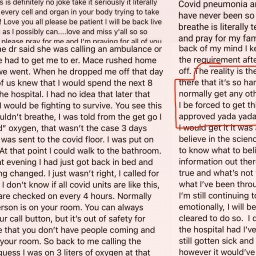 is is definitely no joke take it seriously it literally
every cell and organ in your body trying to take
Love you all please be patient I will be back live
as i possibly can....love and miss y'all so so
please pray for me and I'm praying for all of you
he dr said she was calling an ambulance or
e had to get me to er. Mace rushed home
we went. When he dropped me off that day
of us knew that I would spend the next 8
he hospital. I had no idea that later that
I would be fighting to survive. You see this
uldn't breathe, I was told from the get go I
d" oxygen, that wasn't the case 3 days
was sent to the covid floor. I was put on
At that point I could walk to the bathroom.
at evening I had just got back in bed and
ng changed. I just wasn't right, I called for
I don't know if all covid units are like this,
are checked on every 4 hours. Normally
erson is on your room. You can always
our call button, but it's out of safety for
e that you don't have people coming and
your room. So back to me calling the
guess I was on 3 liters of oxygen at that
Covid pneumonia ar
have never been so
breathe is literally te
and pray for my fam
back of my mind I ke
the requirement afte
off get. The reality is the
there that it's so har
normally get any oth
I be forced to get th
approved yada yada
I would get it it was
believe in the scienc
to know what to beli
information out ther
true and what's not
what I've been throu
I'm still continuing to
emotionally, I will be
cleared to do so. I d
the hospital had I've
still gotten sick and
however it would've